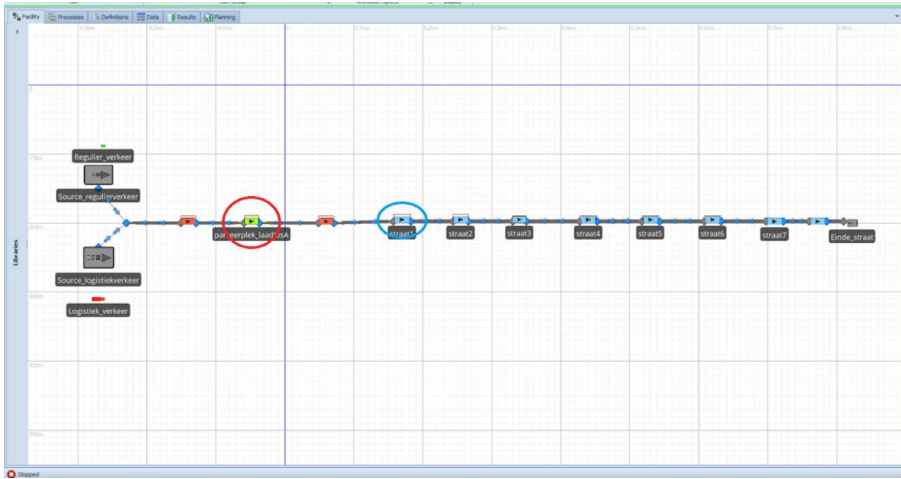 Facility
Processes
Definitions
Data
Results
Planning
Libraries
Regulier_verkeer
Source_regulierverkeer
straat1
straat2
straat3
straat4
straat5
straat6
straat7
Einde_straat
Source_logistiekverkeer
Logistiek_verkeer
Stopped